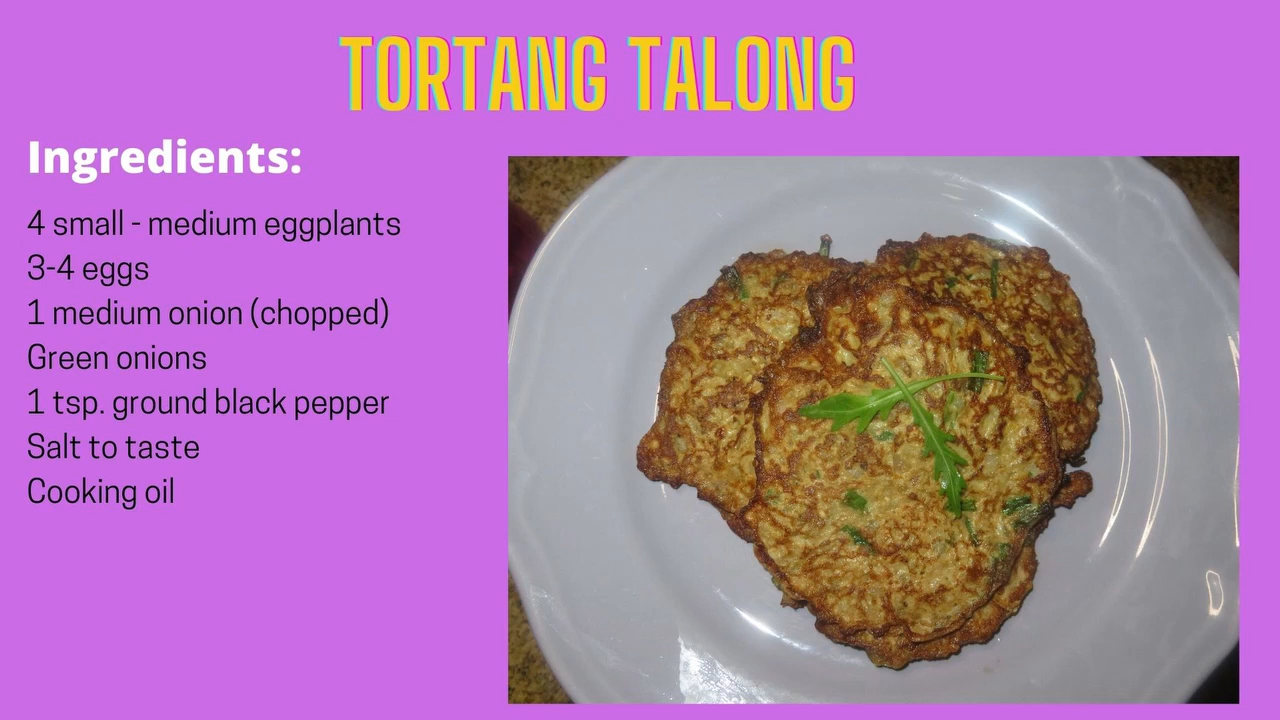 TORTANG TALONG
Ingredients:
4 small - medium eggplants
3-4 eggs
1 medium onion (chopped)
Green onions
1 tsp. ground black pepper
Salt to taste
Cooking oil